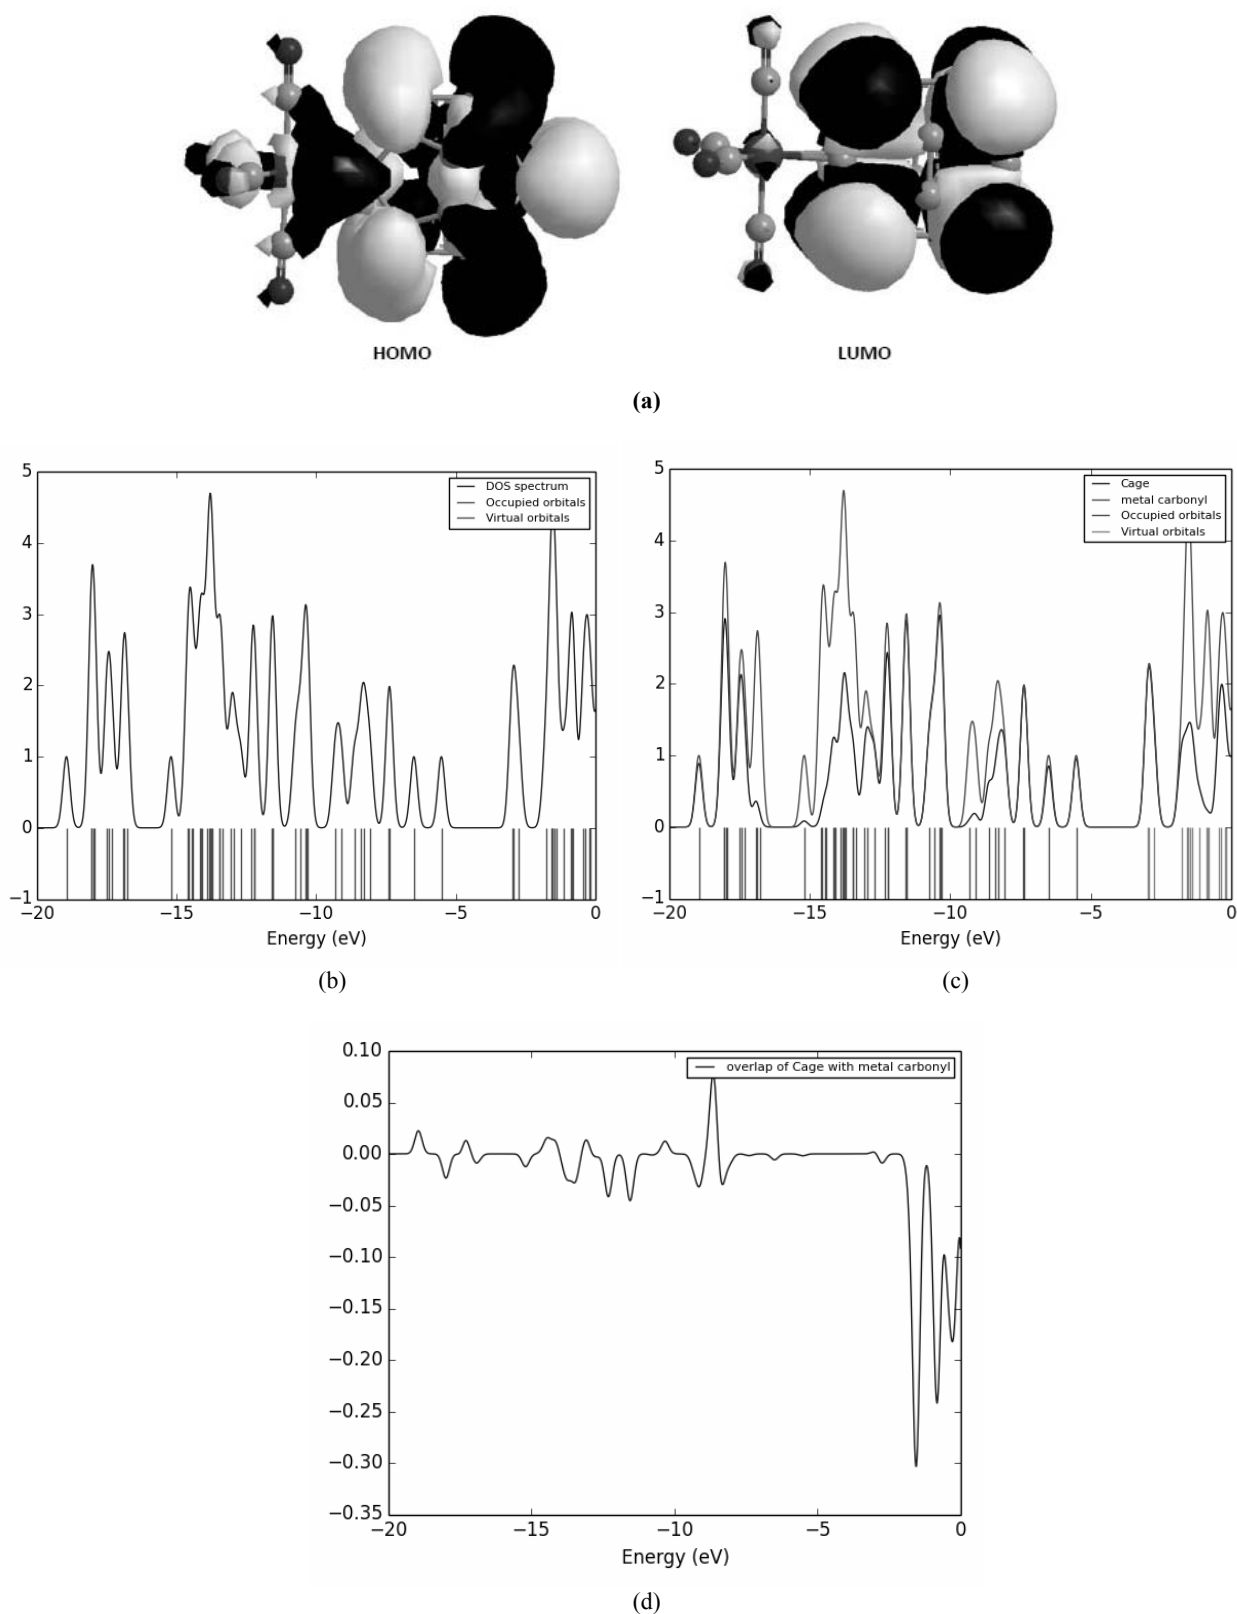 HOMO
LUMO
(a)
5
4
3
2
1
0
−1
−20
−15
−10
−5
0
Energy (eV)
DOS spectrum
Occupied orbitals
Virtual orbitals
(b)
5
4
3
2
1
0
−1
−20
−15
−10
−5
0
Energy (eV)
Cage
metal carbonyl
Occupied orbitals
Virtual orbitals
(c)
0.10
0.05
0.00
−0.05
−0.10
−0.15
−0.20
−0.25
−0.30
−0.35
−20
−15
−10
−5
0
Energy (eV)
overlap of Cage with metal carbonyl
(d)